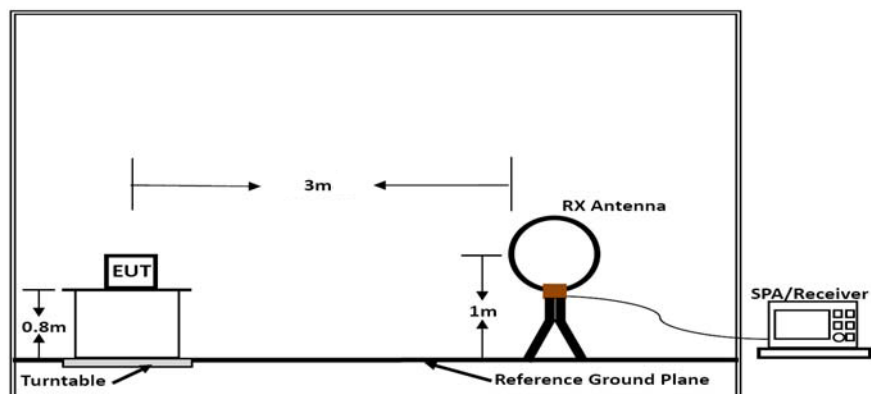 3m
RX Antenna
EUT
SPA/Receiver
0.8m
1m
Turntable
Reference Ground Plane